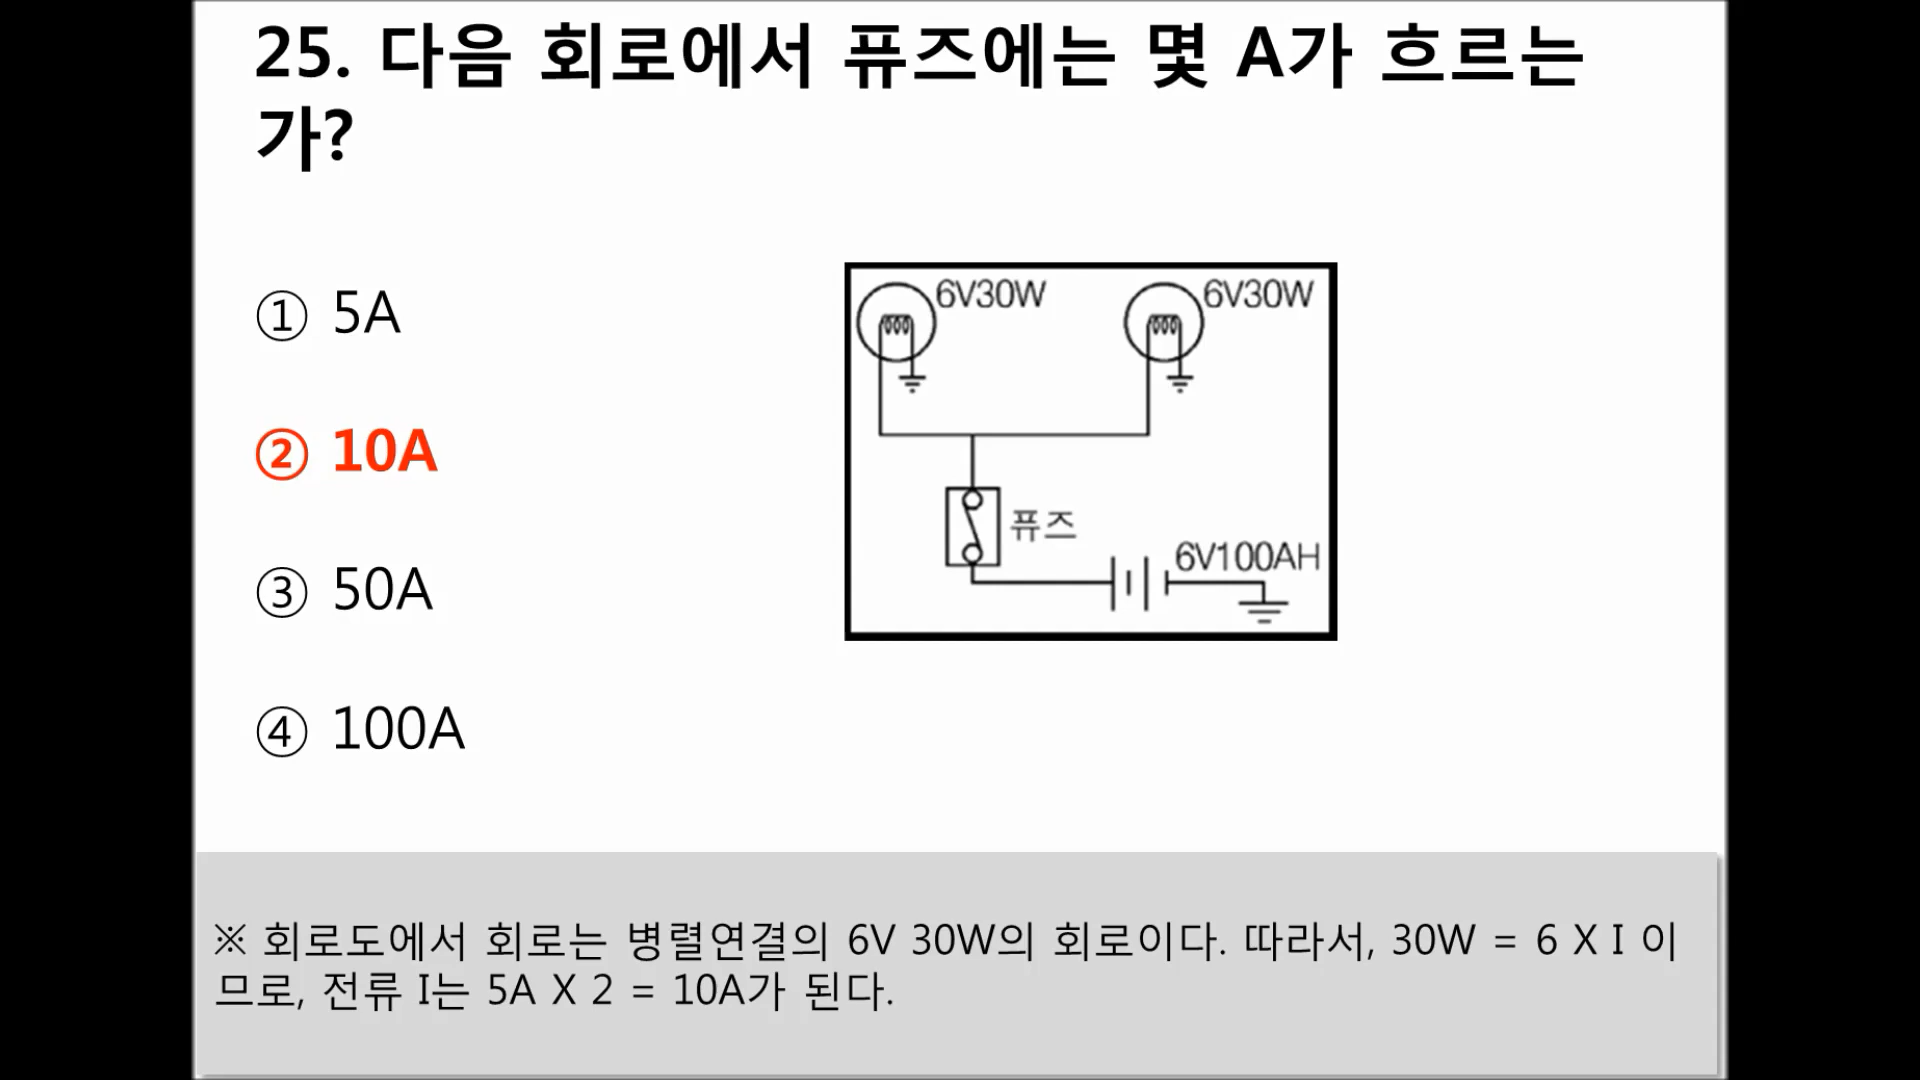 25. 다음 회로에서 퓨즈에는 몇 A가 흐르는
가?
① 5A
② 10A
③ 50A
④ 100A
6V30W
6V30W
퓨즈
6V100AH
※ 회로도에서 회로는 병렬연결의 6V 30W의 회로이다. 따라서, 30W = 6 X I 이
므로, 전류 I는 5A X 2 = 10A가 된다.